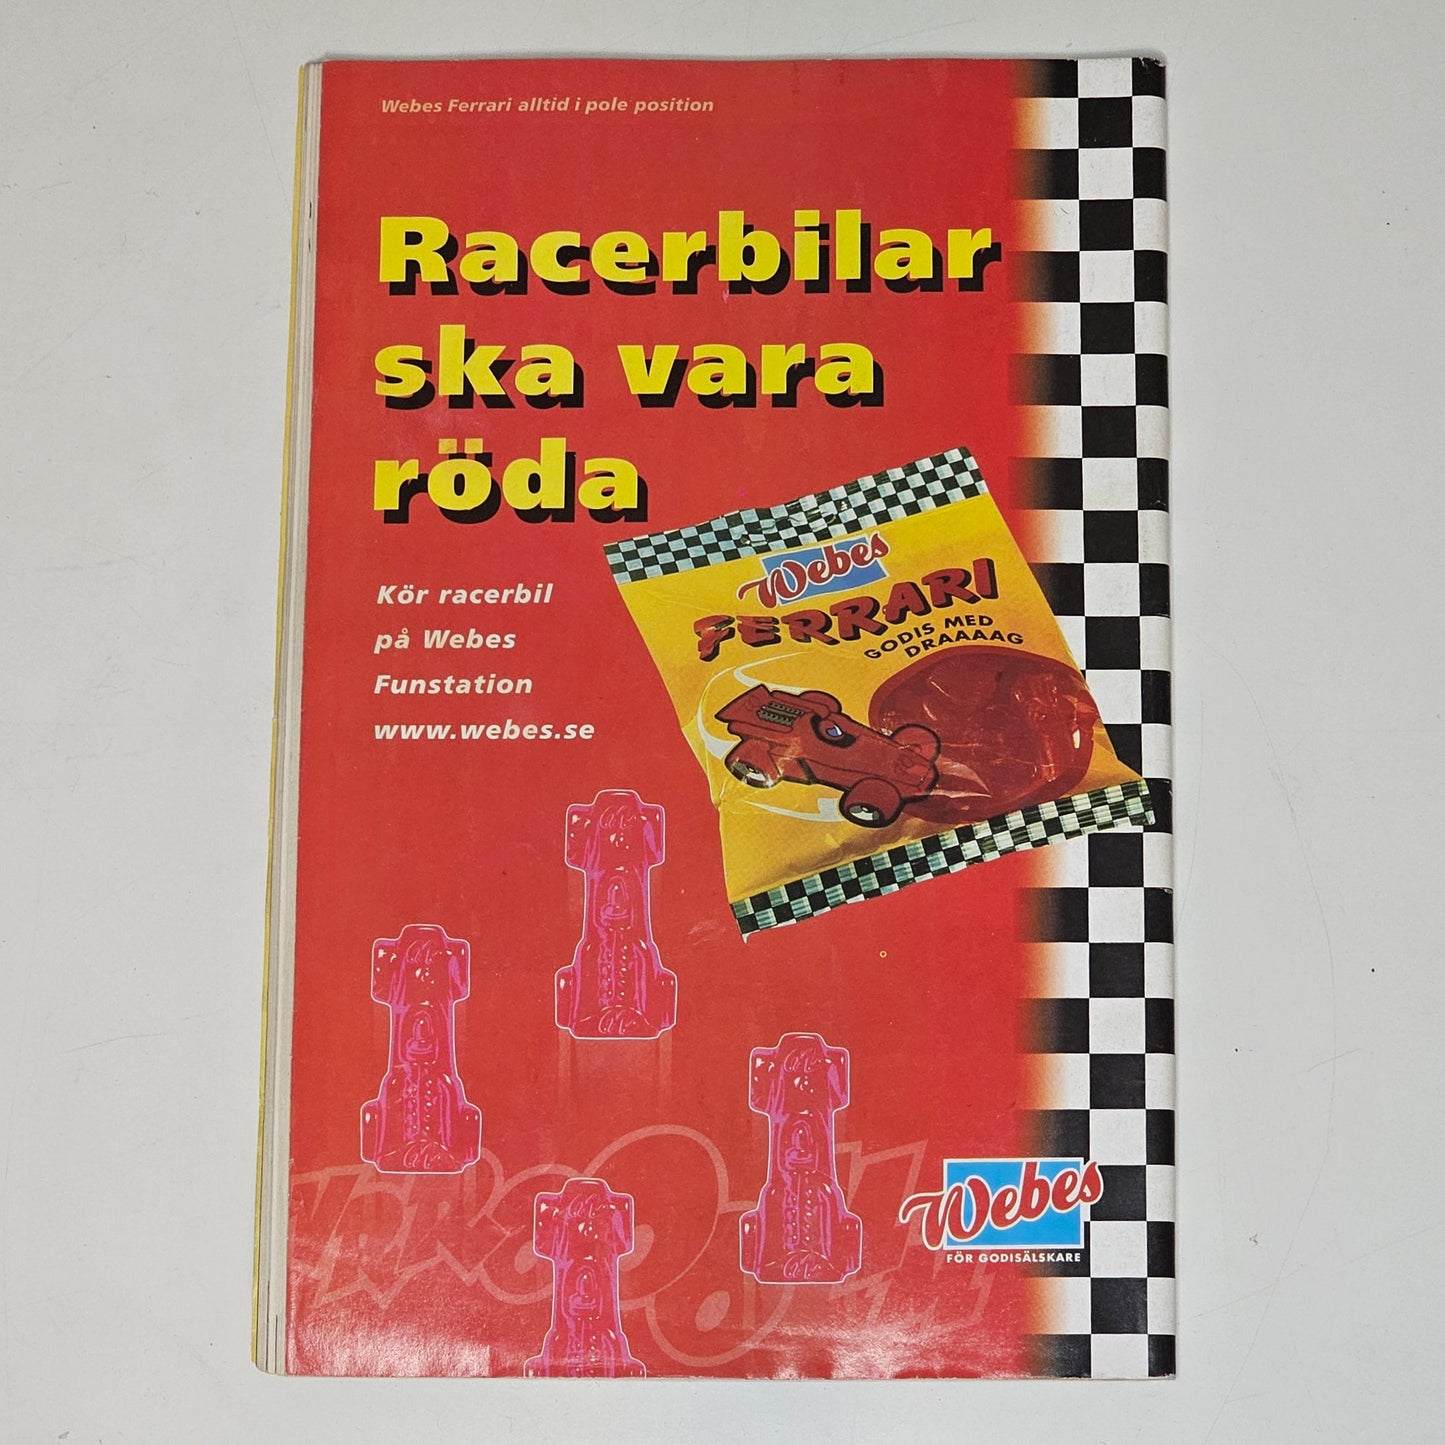 Webes Ferrari alltid i pole position
Racerbilar
ska vara
röda
Kör racerbil
på Webes
Funstation
www.webes.se
Webes
FERRARI
GODIS MED
DRAAAAG
Webes
FÖR GODISÄLSKARE